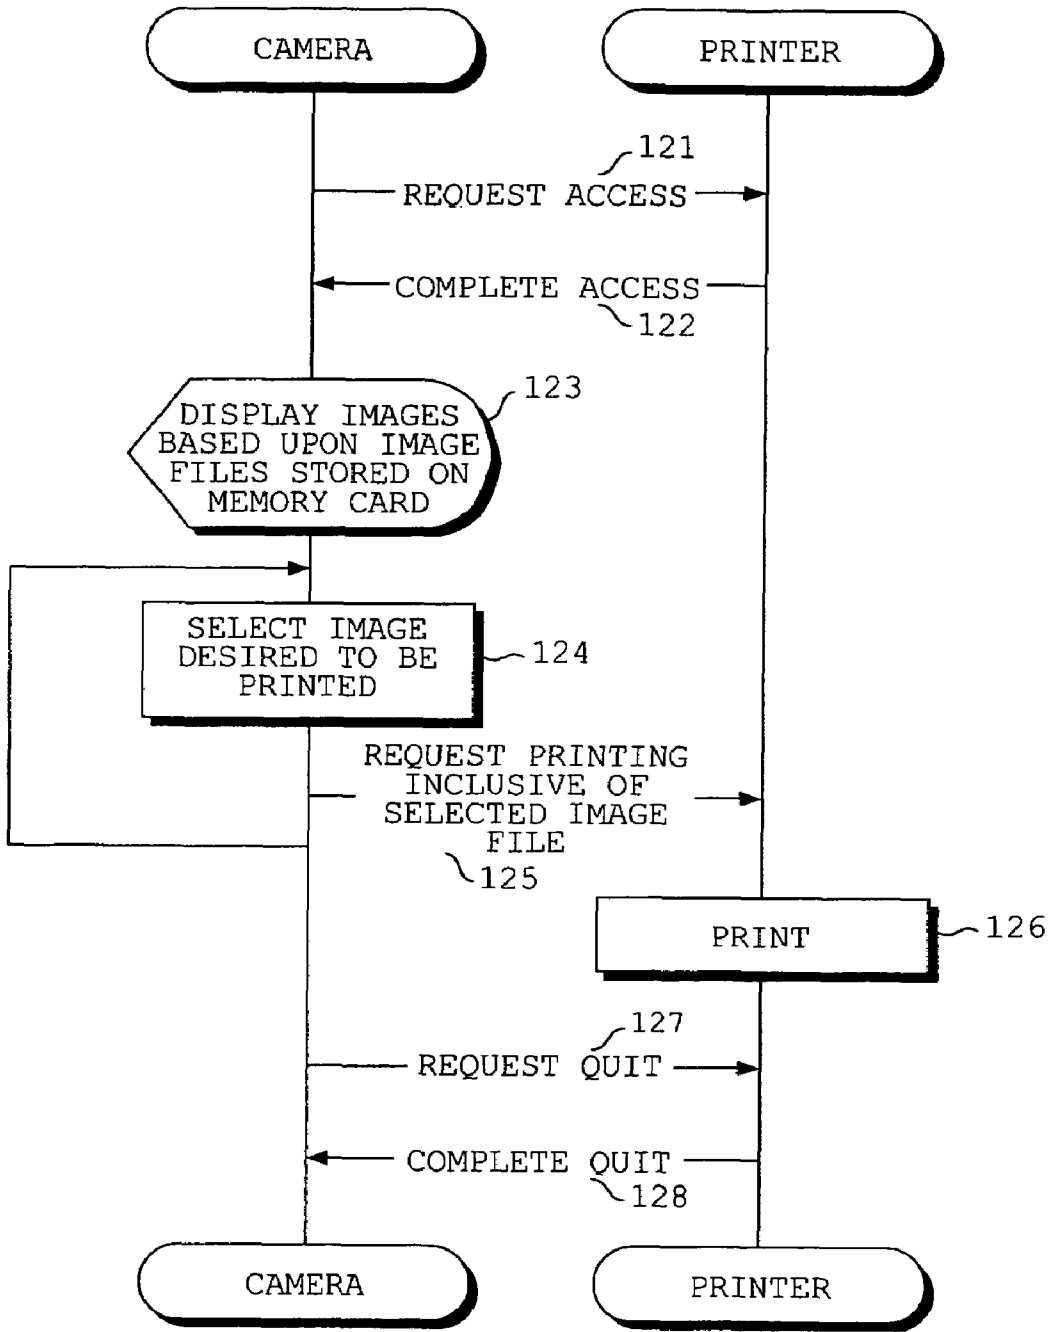 CAMERA
PRINTER
121
REQUEST ACCESS
COMPLETE ACCESS
122
123
DISPLAY IMAGES
BASED UPON IMAGE
FILES STORED ON
MEMORY CARD
SELECT IMAGE
DESIRED TO BE
PRINTED
124
REQUEST PRINTING
INCLUSIVE OF
SELECTED IMAGE
FILE
125
PRINT
126
127
REQUEST QUIT
COMPLETE QUIT
128
CAMERA
PRINTER